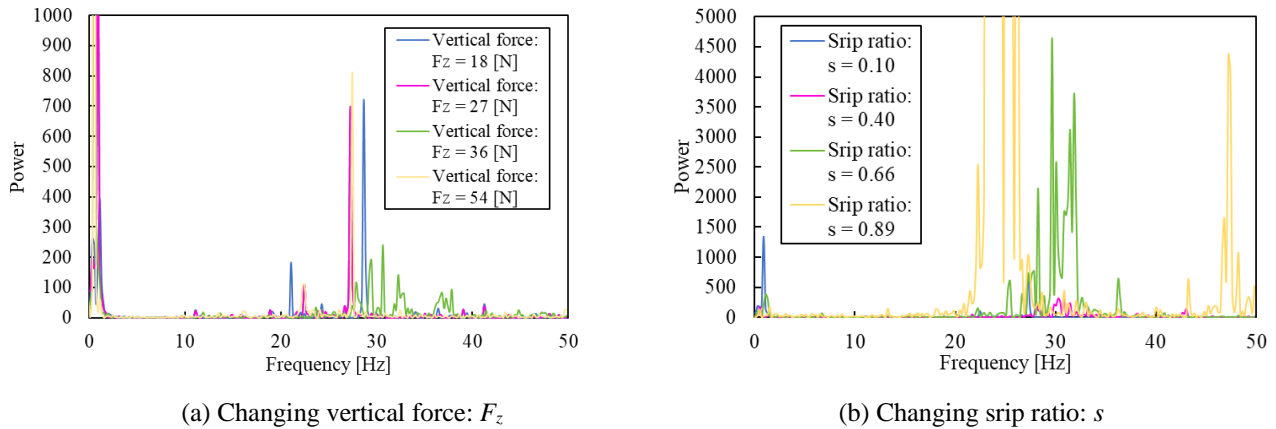 1000
900
800
700
600
500
400
300
200
100
0
Power
0 10 20 30 40 50
Frequency [Hz]
Vertical force:
Fz = 18 [N]
Vertical force:
Fz = 27 [N]
Vertical force:
Fz = 36 [N]
Vertical force:
Fz = 54 [N]
(a) Changing vertical force: Fz
5000
4500
4000
3500
3000
2500
2000
1500
1000
500
0
Power
0 10 20 30 40 50
Frequency [Hz]
Srip ratio:
s = 0.10
Srip ratio:
s = 0.40
Srip ratio:
s = 0.66
Srip ratio:
s = 0.89
(b) Changing srip ratio: s